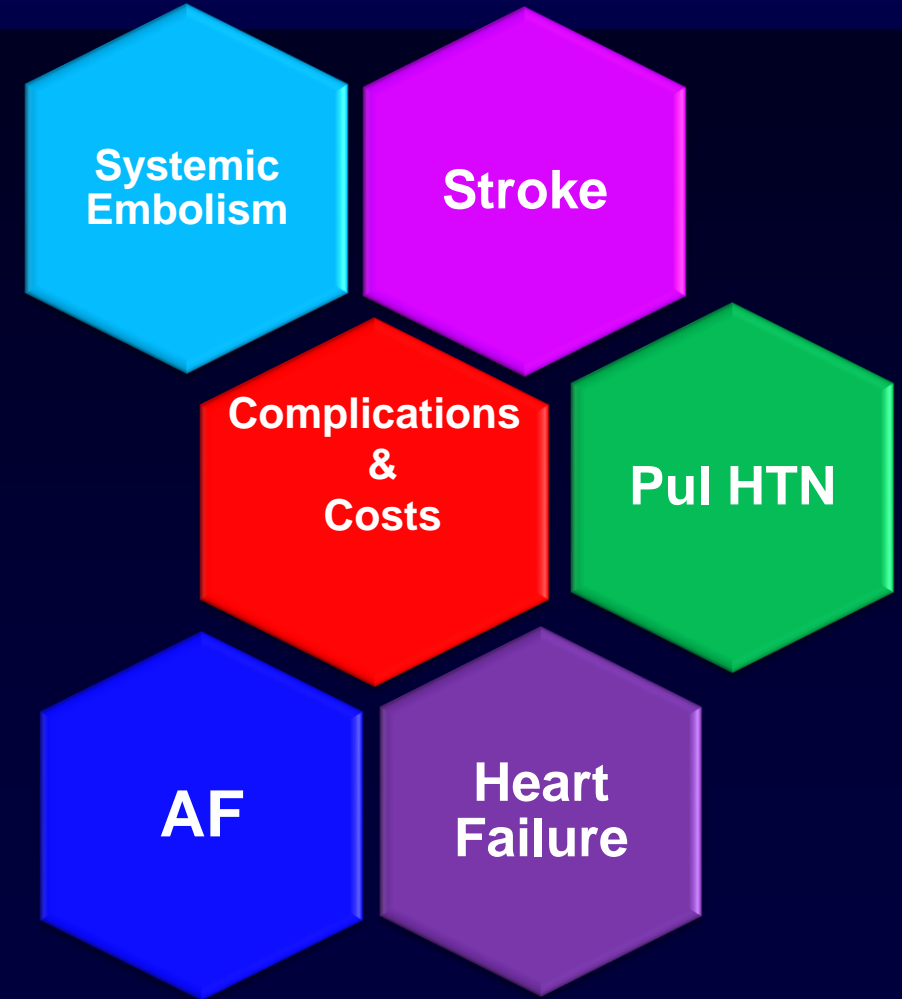 Systemic
Embolism
Stroke
Complications
&
Costs
Pul HTN
AF
Heart
Failure